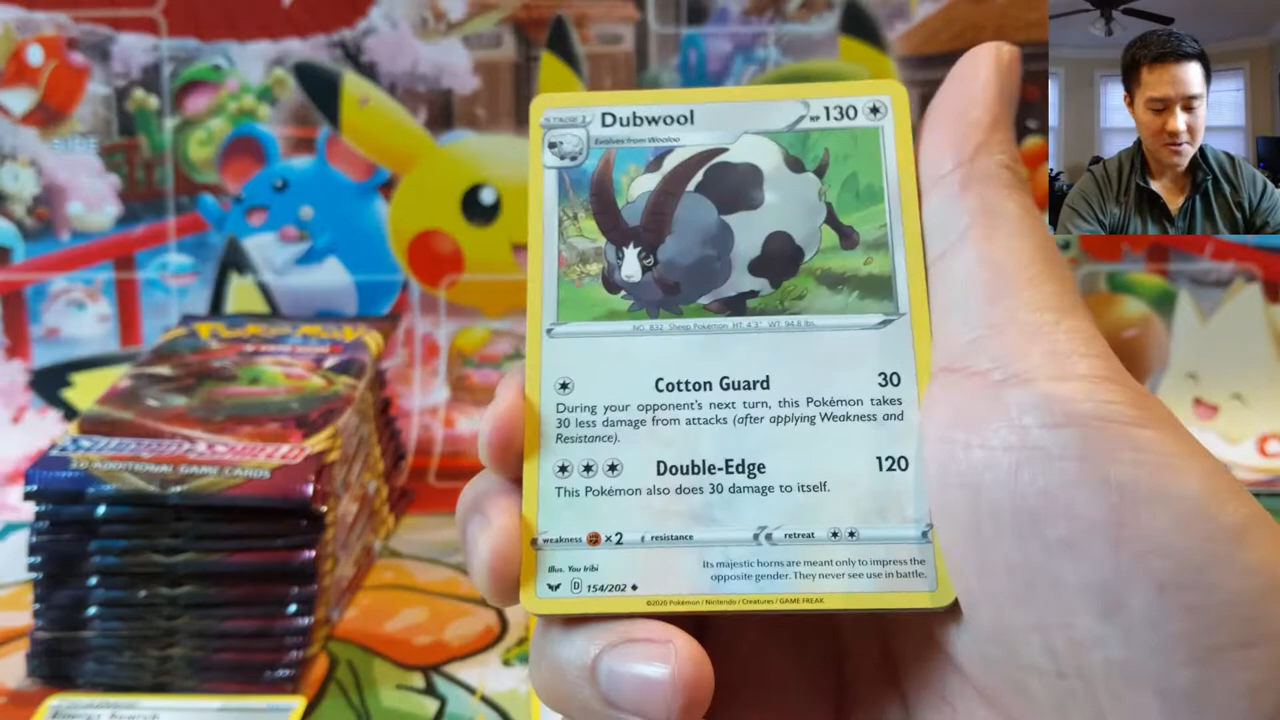 STAGE 1 Dubwool HP 130
Evolves from Wooloo
NO. 832 Sheep Pokémon HT: 4'3" WT: 94.8 lbs.
Cotton Guard 30
During your opponent's next turn, this Pokémon takes
30 less damage from attacks (after applying Weakness and
Resistance).
Double-Edge 120
This Pokémon also does 30 damage to itself.
weakness ×2 resistance retreat
Its majestic horns are meant only to impress the
opposite gender. They never see use in battle.
Illus. You Iribi
D 154/202
©2020 Pokémon / Nintendo / Creatures / GAME FREAK
POKéMON
10 ADDITIONAL GAME CARDS
Energy Search